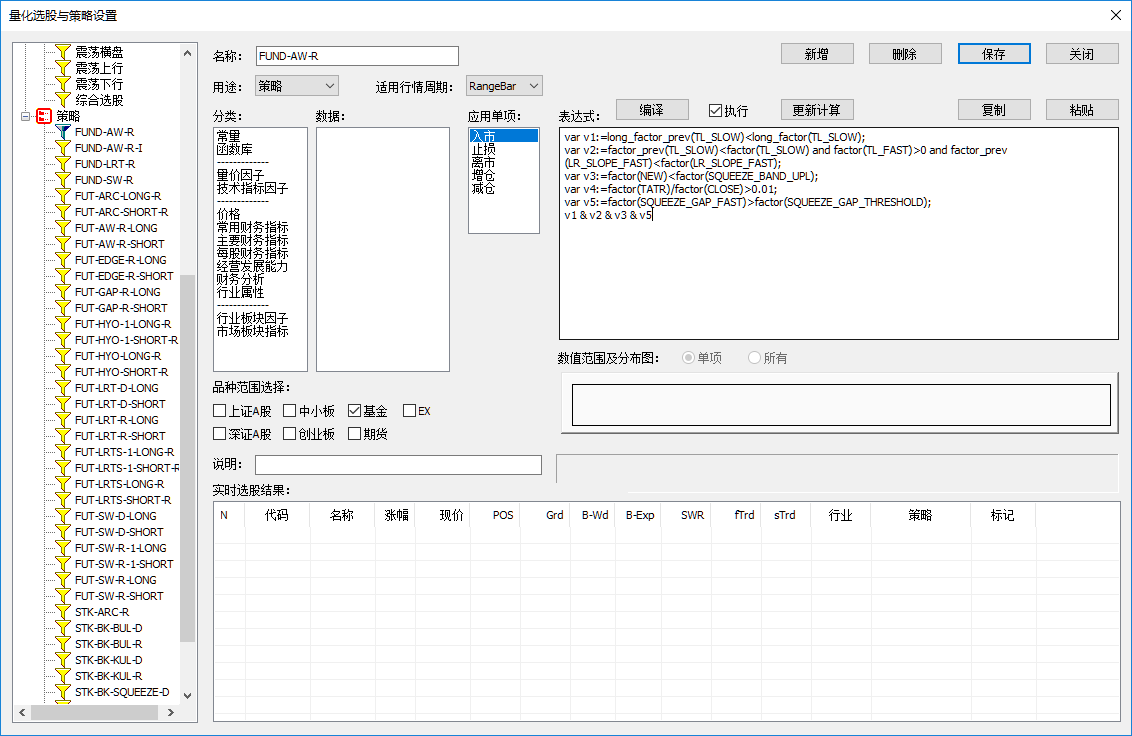 量化选股与策略设置
震荡横盘
震荡上行
震荡下行
综合选股
策略
FUND-AW-R
FUND-AW-R-I
FUND-LRT-R
FUND-SW-R
FUT-ARC-LONG-R
FUT-ARC-SHORT-R
FUT-AW-R-LONG
FUT-AW-R-SHORT
FUT-EDGE-R-LONG
FUT-EDGE-R-SHORT
FUT-GAP-R-LONG
FUT-GAP-R-SHORT
FUT-HYO-1-LONG-R
FUT-HYO-1-SHORT-R
FUT-HYO-LONG-R
FUT-HYO-SHORT-R
FUT-LRT-D-LONG
FUT-LRT-D-SHORT
FUT-LRT-R-LONG
FUT-LRT-R-SHORT
FUT-LRTS-1-LONG-R
FUT-LRTS-1-SHORT-R
FUT-LRTS-LONG-R
FUT-LRTS-SHORT-R
FUT-SW-D-LONG
FUT-SW-D-SHORT
FUT-SW-R-1-LONG
FUT-SW-R-1-SHORT
FUT-SW-R-LONG
FUT-SW-R-SHORT
STK-ARC-R
STK-BK-BUL-D
STK-BK-BUL-R
STK-BK-KUL-D
STK-BK-KUL-R
STK-BK-SQUEEZE-D
名称: FUND-AW-R 新增 删除 保存 关闭
用途: 策略 适用行情周期: RangeBar
分类: 数据: 应用单项: 表达式: 编译 执行 更新计算 复制 粘贴
常量
函数库
-------------
量价因子
技术指标因子
-------------
价格
常用财务指标
主要财务指标
每股财务指标
经营发展能力
财务分析
行业属性
-------------
行业板块因子
市场板块指标
入市
止损
离市
增仓
减仓
var v1:=long_factor_prev(TL_SLOW)<long_factor(TL_SLOW);
var v2:=factor_prev(TL_SLOW)<factor(TL_SLOW) and factor(TL_FAST)>0 and factor_prev
(LR_SLOPE_FAST)<factor(LR_SLOPE_FAST);
var v3:=factor(NEW)<factor(SQUEEZE_BAND_UPL);
var v4:=factor(TATR)/factor(CLOSE)>0.01;
var v5:=factor(SQUEEZE_GAP_FAST)>factor(SQUEEZE_GAP_THRESHOLD);
v1 & v2 & v3 & v5
数值范围及分布图: 单项 所有
品种范围选择:
上证A股 中小板 基金 EX
深证A股 创业板 期货
说明:
实时选股结果:
N 代码 名称 涨幅 现价 POS Grd B-Wd B-Exp SWR fTrd sTrd 行业 策略 标记